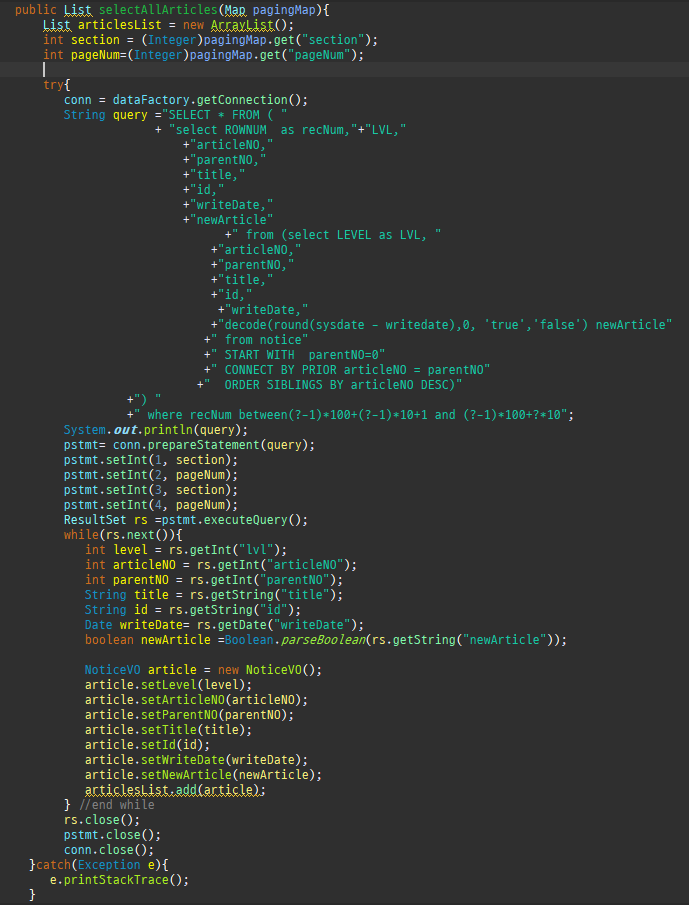 public List selectAllArticles(Map pagingMap){
List articlesList = new ArrayList();
int section = (Integer)pagingMap.get("section");
int pageNum=(Integer)pagingMap.get("pageNum");
try{
conn = dataFactory.getConnection();
String query ="SELECT * FROM ( "
+ "select ROWNUM  as recNum,"+"LVL,"
+"articleNO,"
+"parentNO,"
+"title,"
+"id,"
+"writeDate,"
+"newArticle"
+" from (select LEVEL as LVL, "
+"articleNO,"
+"parentNO,"
+"title,"
+"id,"
+"writeDate,"
+"decode(round(sysdate - writedate),0, 'true','false') newArticle"
+" from notice"
+" START WITH  parentNO=0"
+" CONNECT BY PRIOR articleNO = parentNO"
+"  ORDER SIBLINGS BY articleNO DESC)"
+") "
+" where recNum between(?-1)*100+(?-1)*10+1 and (?-1)*100+?*10";
System.out.println(query);
pstmt= conn.prepareStatement(query);
pstmt.setInt(1, section);
pstmt.setInt(2, pageNum);
pstmt.setInt(3, section);
pstmt.setInt(4, pageNum);
ResultSet rs =pstmt.executeQuery();
while(rs.next()){
int level = rs.getInt("lvl");
int articleNO = rs.getInt("articleNO");
int parentNO = rs.getInt("parentNO");
String title = rs.getString("title");
String id = rs.getString("id");
Date writeDate= rs.getDate("writeDate");
boolean newArticle =Boolean.parseBoolean(rs.getString("newArticle"));
NoticeVO article = new NoticeVO();
article.setLevel(level);
article.setArticleNO(articleNO);
article.setParentNO(parentNO);
article.setTitle(title);
article.setId(id);
article.setWriteDate(writeDate);
article.setNewArticle(newArticle);
articlesList.add(article);
} //end while
rs.close();
pstmt.close();
conn.close();
}catch(Exception e){
e.printStackTrace();
}